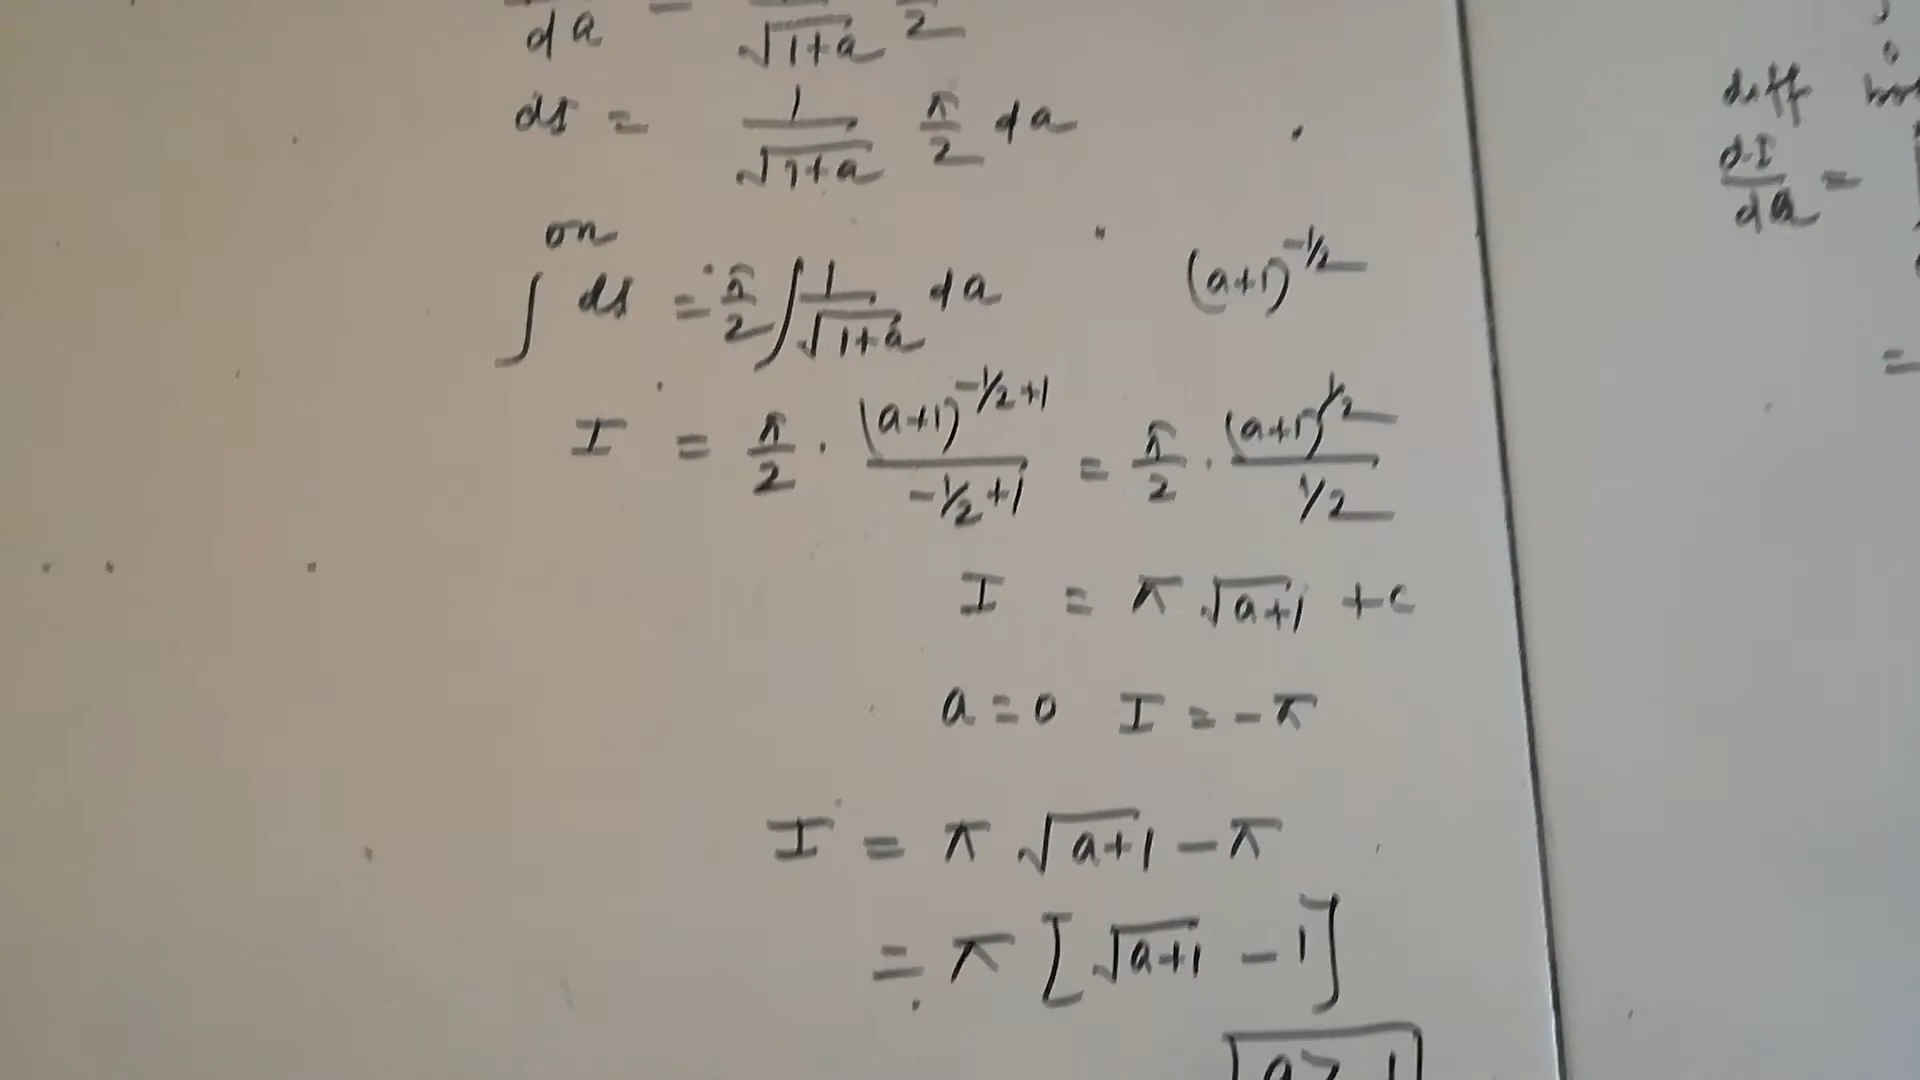 da = √1+a 2
dI = 1/√1+a π/2 da
on
∫ dI = π/2 ∫ 1/√1+a da (a+1)^-1/2
I = π/2 · (a+1)^-1/2+1 / -1/2+1 = π/2 · (a+1)^1/2 / 1/2
I = π √a+1 + c
a = 0 I = -π
I = π √a+1 - π
= π [√a+1 - 1]
diff
dI/da =
=